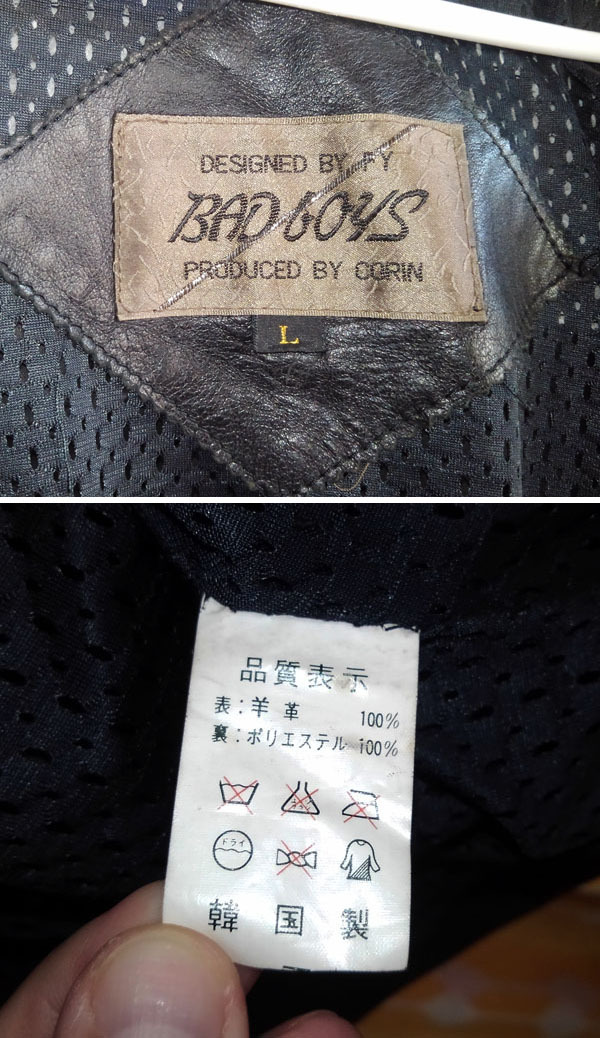 DESIGNED BY FY
BAD BOYS
PRODUCED BY CORIN
L
品質表示
表：羊革 100%
裏：ポリエステル 100%
ドライ
韓国製